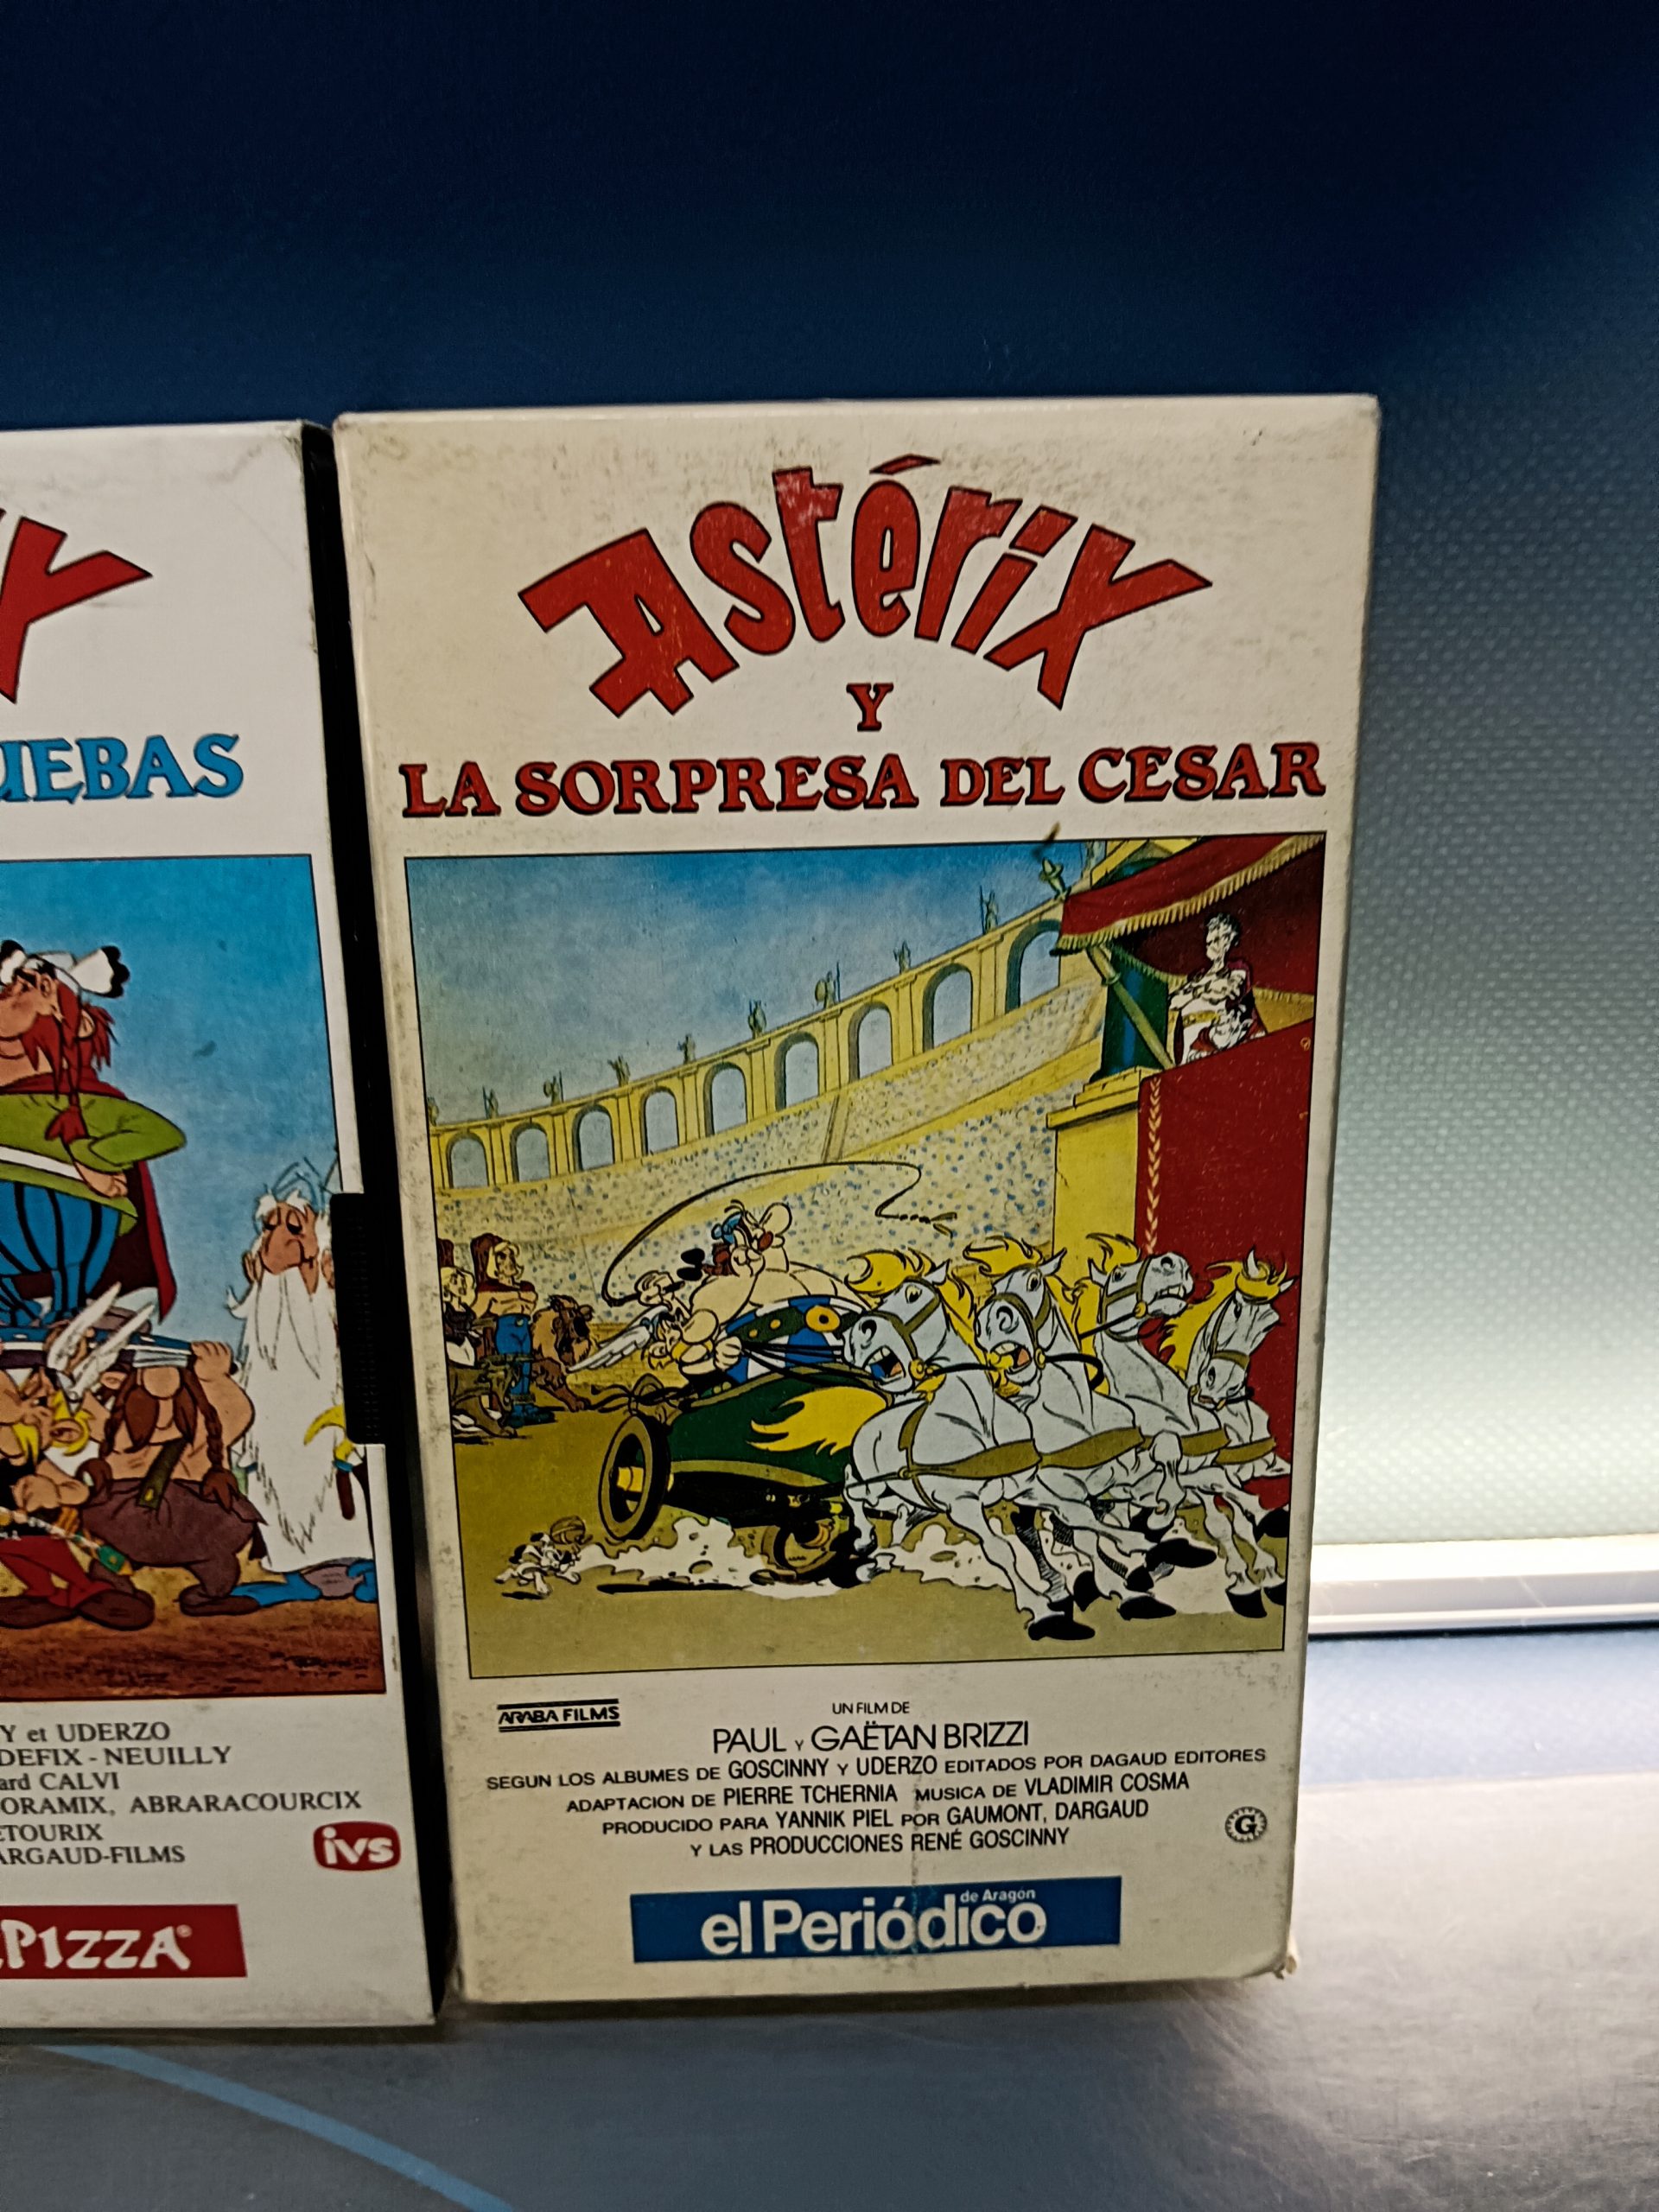 UEBAS
Y et UDERZO
DEFIX - NEUILLY
ard CALVI
ORAMIX, ABRARACOURCIX
ETOURIX
ARGAUD-FILMS
ivs
PIZZA
Astérix
Y
LA SORPRESA DEL CESAR
ARABA FILMS
UN FILM DE
PAUL Y GAËTAN BRIZZI
SEGUN LOS ALBUMES DE GOSCINNY Y UDERZO EDITADOS POR DAGAUD EDITORES
ADAPTACION DE PIERRE TCHERNIA MUSICA DE VLADIMIR COSMA
PRODUCIDO PARA YANNIK PIEL POR GAUMONT, DARGAUD
Y LAS PRODUCCIONES RENÉ GOSCINNY
G
de Aragón
el Periódico